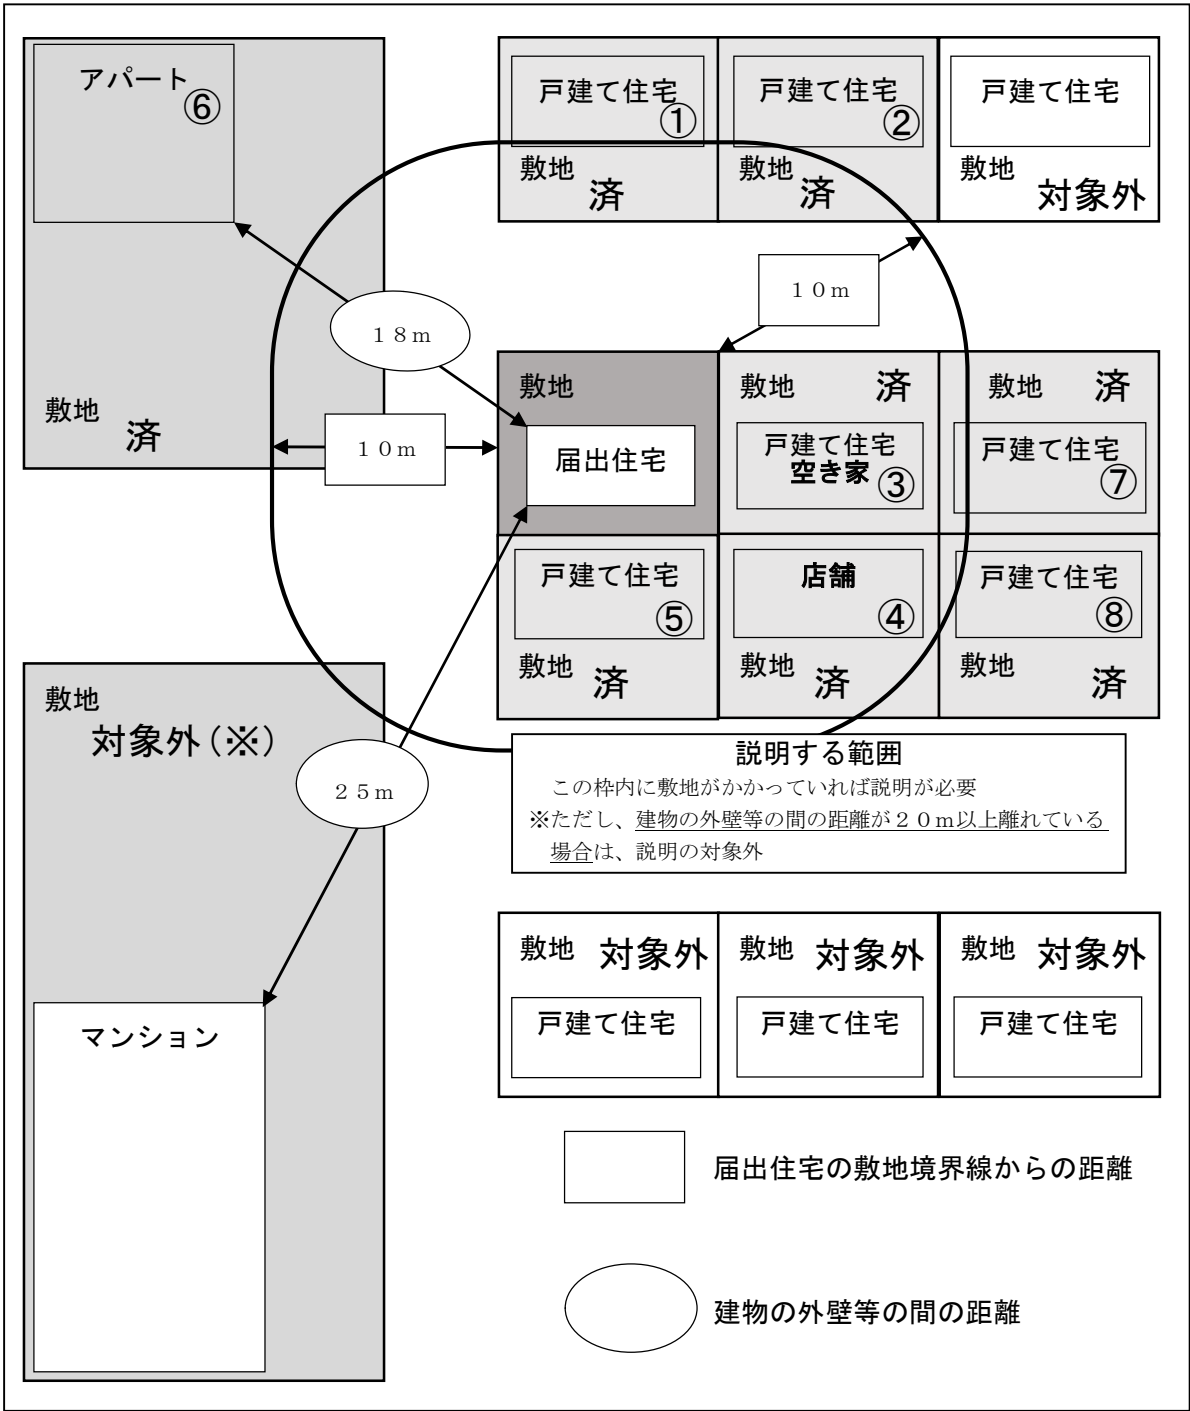 アパート
⑥
敷地
済
戸建て住宅
①
敷地
済
戸建て住宅
②
敷地
済
戸建て住宅
敷地
対象外
１０ｍ
１８ｍ
１０ｍ
敷地
届出住宅
敷地
済
戸建て住宅
空き家
③
敷地
済
戸建て住宅
⑦
戸建て住宅
⑤
敷地
済
店舗
④
敷地
済
戸建て住宅
⑧
敷地
済
敷地
対象外（※）
２５ｍ
マンション
説明する範囲
この枠内に敷地がかかっていれば説明が必要
※ただし、建物の外壁等の間の距離が２０ｍ以上離れている
場合は、説明の対象外
敷地
対象外
戸建て住宅
敷地
対象外
戸建て住宅
敷地
対象外
戸建て住宅
届出住宅の敷地境界線からの距離
建物の外壁等の間の距離